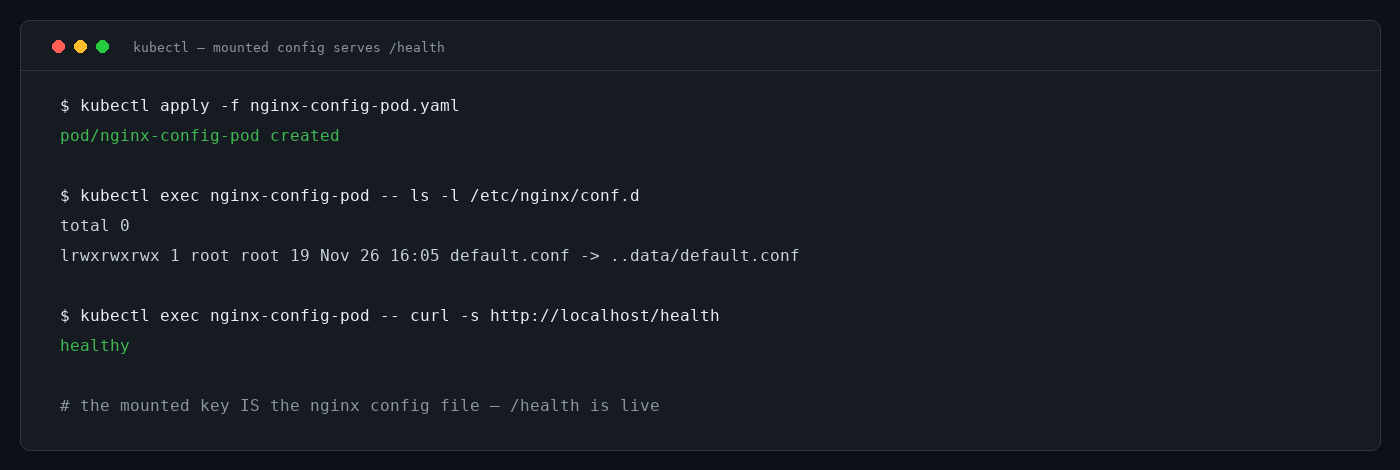 kubectl — mounted config serves /health
$ kubectl apply -f nginx-config-pod.yaml
pod/nginx-config-pod created
$ kubectl exec nginx-config-pod -- ls -l /etc/nginx/conf.d
total 0
lrwxrwxrwx 1 root root 19 Nov 26 16:05 default.conf -> ..data/default.conf
$ kubectl exec nginx-config-pod -- curl -s http://localhost/health
healthy
# the mounted key IS the nginx config file — /health is live